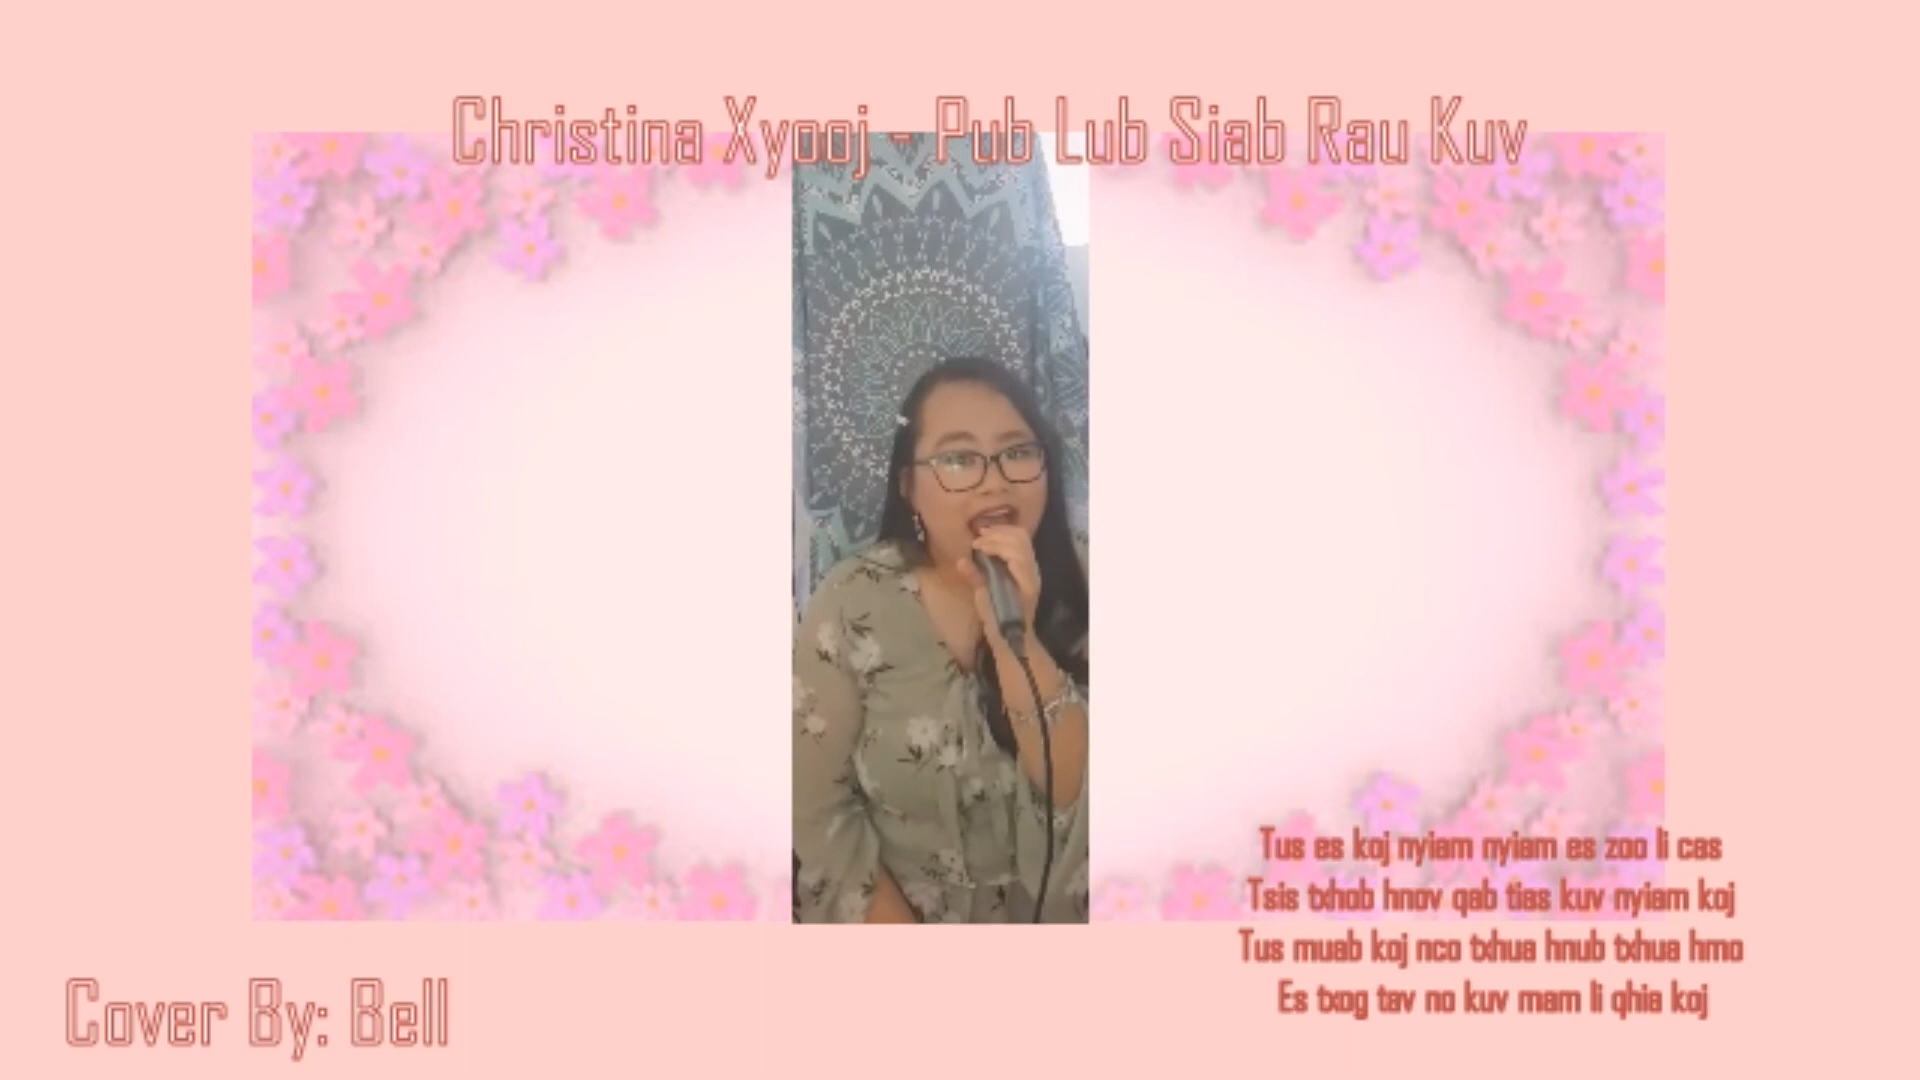 Christina Xyooj - Pub Lub Siab Rau Kuv
Tus es koj nyiam nyiam es zoo li cas
Tsis txhob hnov qab tias kuv nyiam koj
Tus muab koj nco txhua hnub txhua hmo
Es txog tav no kuv mam li qhia koj
Cover By: Bell